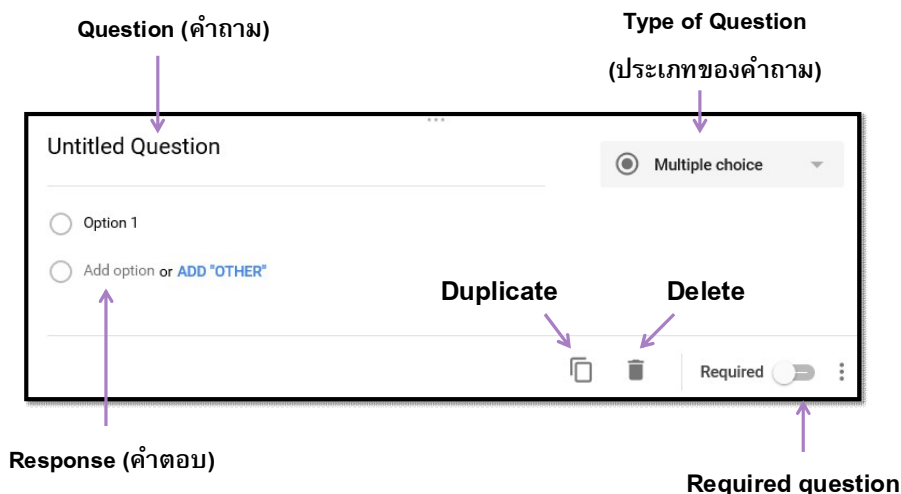 Question (คำถาม)
Type of Question
(ประเภทของคำถาม)
Untitled Question
Multiple choice
Option 1
Add option or ADD "OTHER"
Duplicate
Delete
Required
Response (คำตอบ)
Required question